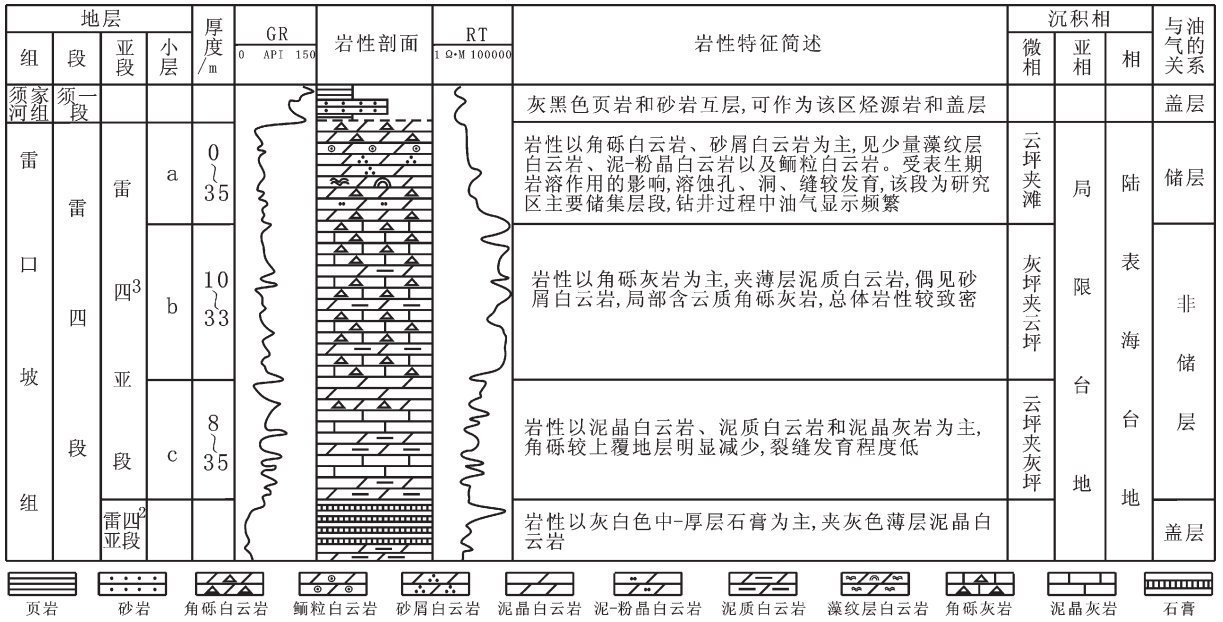 地层
组
段
亚段
小层
厚度/m
GR
0 API 150
岩性剖面
RT
1 Ω·M 100000
岩性特征简述
沉积相
微相
亚相
相
与油气的关系
须家河组
须一段
灰黑色页岩和砂岩互层,可作为该区烃源岩和盖层
盖层
雷口坡组
雷四段
雷四3亚段
a
0~35
岩性以角砾白云岩、砂屑白云岩为主,见少量藻纹层
白云岩、泥-粉晶白云岩以及鲕粒白云岩。受表生期
岩溶作用的影响,溶蚀孔、洞、缝较发育,该段为研究
区主要储集层段,钻井过程中油气显示频繁
云坪夹滩
局限台地
陆表海台地
储层
b
10~33
岩性以角砾灰岩为主,夹薄层泥质白云岩,偶见砂
屑白云岩,局部含云质角砾灰岩,总体岩性较致密
灰坪夹云坪
非储层
c
8~35
岩性以泥晶白云岩、泥质白云岩和泥晶灰岩为主,
角砾较上覆地层明显减少,裂缝发育程度低
云坪夹灰坪
雷四2
亚段
岩性以灰白色中-厚层石膏为主,夹灰色薄层泥晶白
云岩
盖层
页岩
砂岩
角砾白云岩
鲕粒白云岩
砂屑白云岩
泥晶白云岩
泥-粉晶白云岩
泥质白云岩
藻纹层白云岩
角砾灰岩
泥晶灰岩
石膏